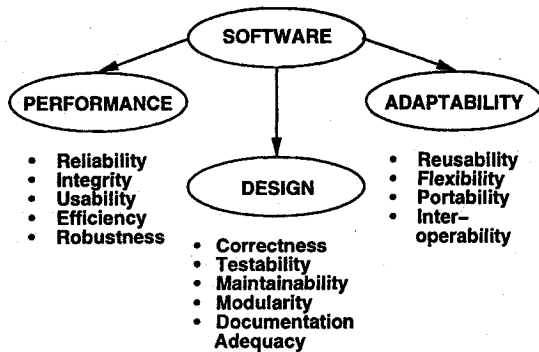 SOFTWARE
PERFORMANCE
• Reliability
• Integrity
• Usability
• Efficiency
• Robustness
DESIGN
• Correctness
• Testability
• Maintainability
• Modularity
• Documentation
Adequacy
ADAPTABILITY
• Reusability
• Flexibility
• Portability
• Inter–
operability